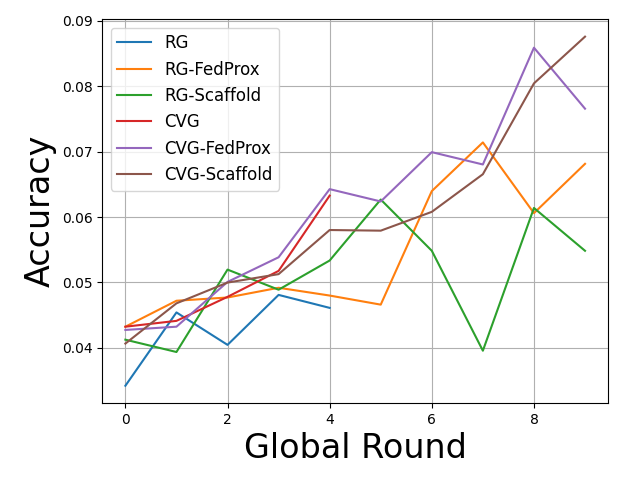 0.09
0.08
0.07
0.06
0.05
0.04
Accuracy
RG
RG-FedProx
RG-Scaffold
CVG
CVG-FedProx
CVG-Scaffold
0 2 4 6 8
Global Round